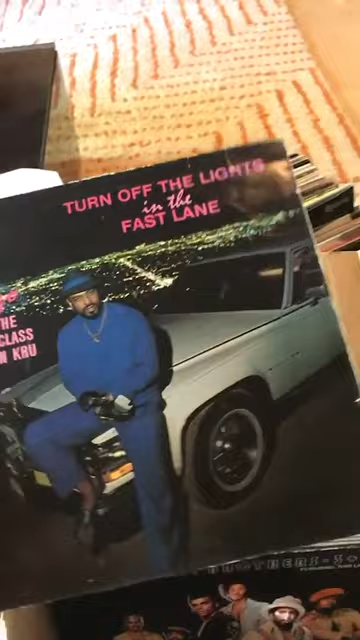 TURN OFF THE LIGHTS
in the
FAST LANE
THE
CLASS
N KRU
BROTHERS